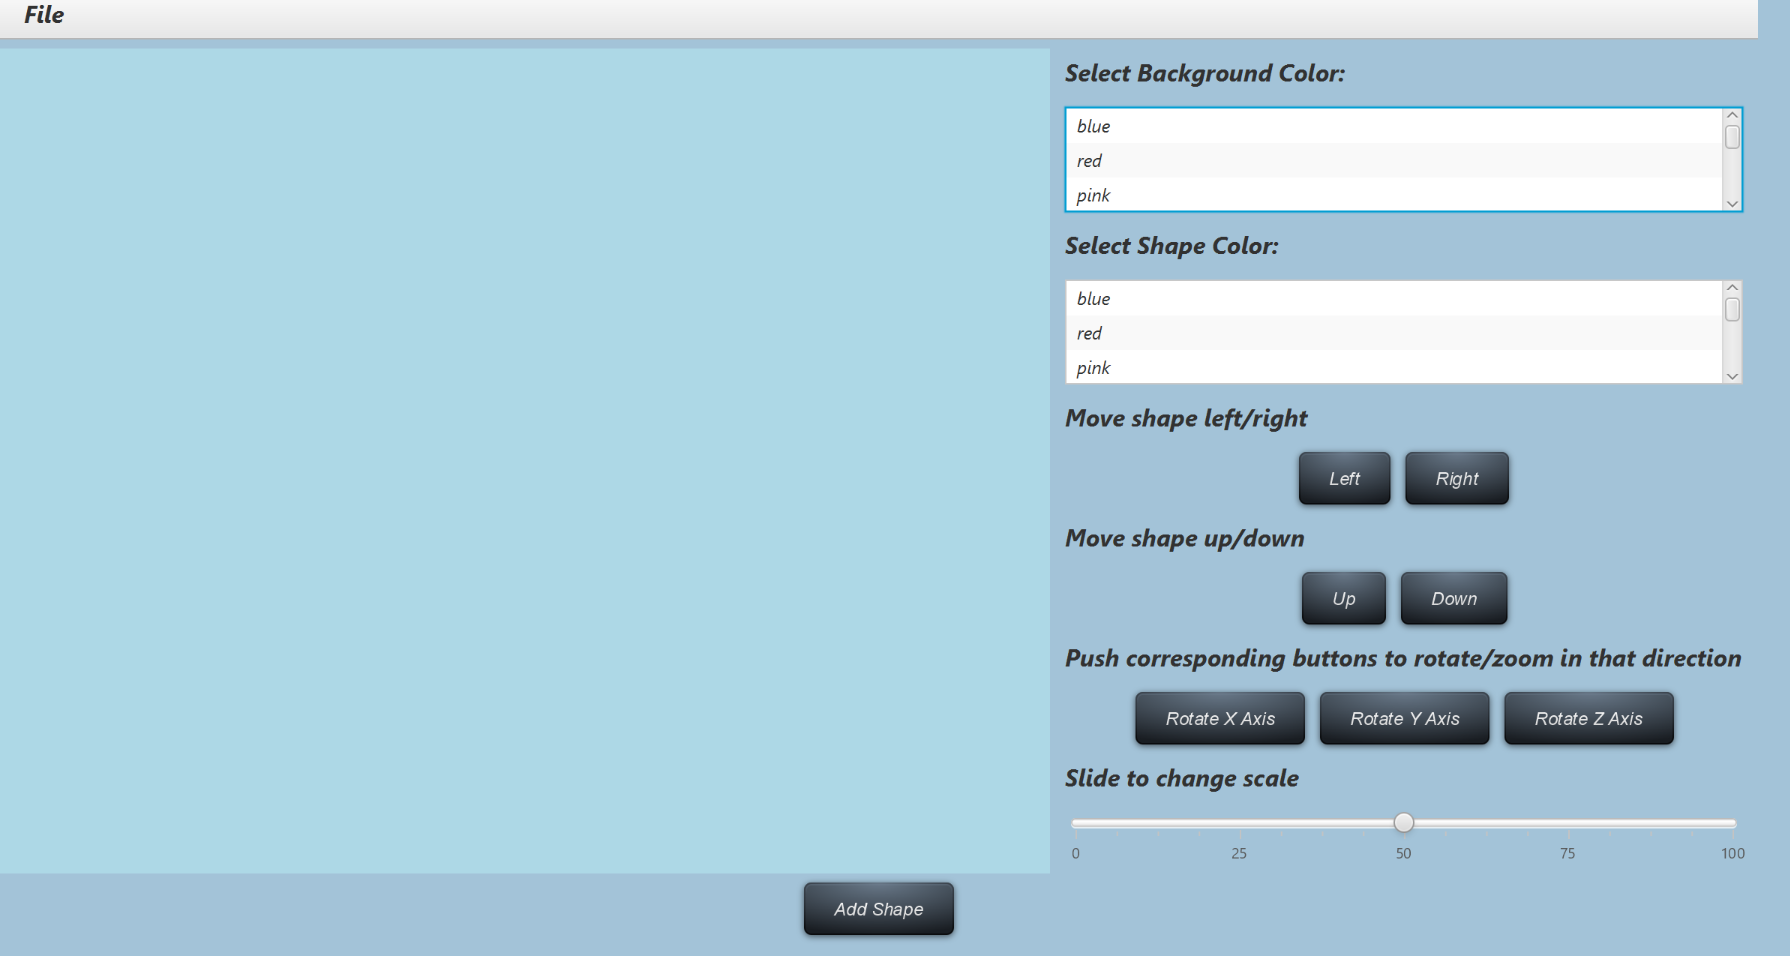 File
Select Background Color:
blue
red
pink
Select Shape Color:
blue
red
pink
Move shape left/right
Left Right
Move shape up/down
Up Down
Push corresponding buttons to rotate/zoom in that direction
Rotate X Axis Rotate Y Axis Rotate Z Axis
Slide to change scale
0 25 50 75 100
Add Shape